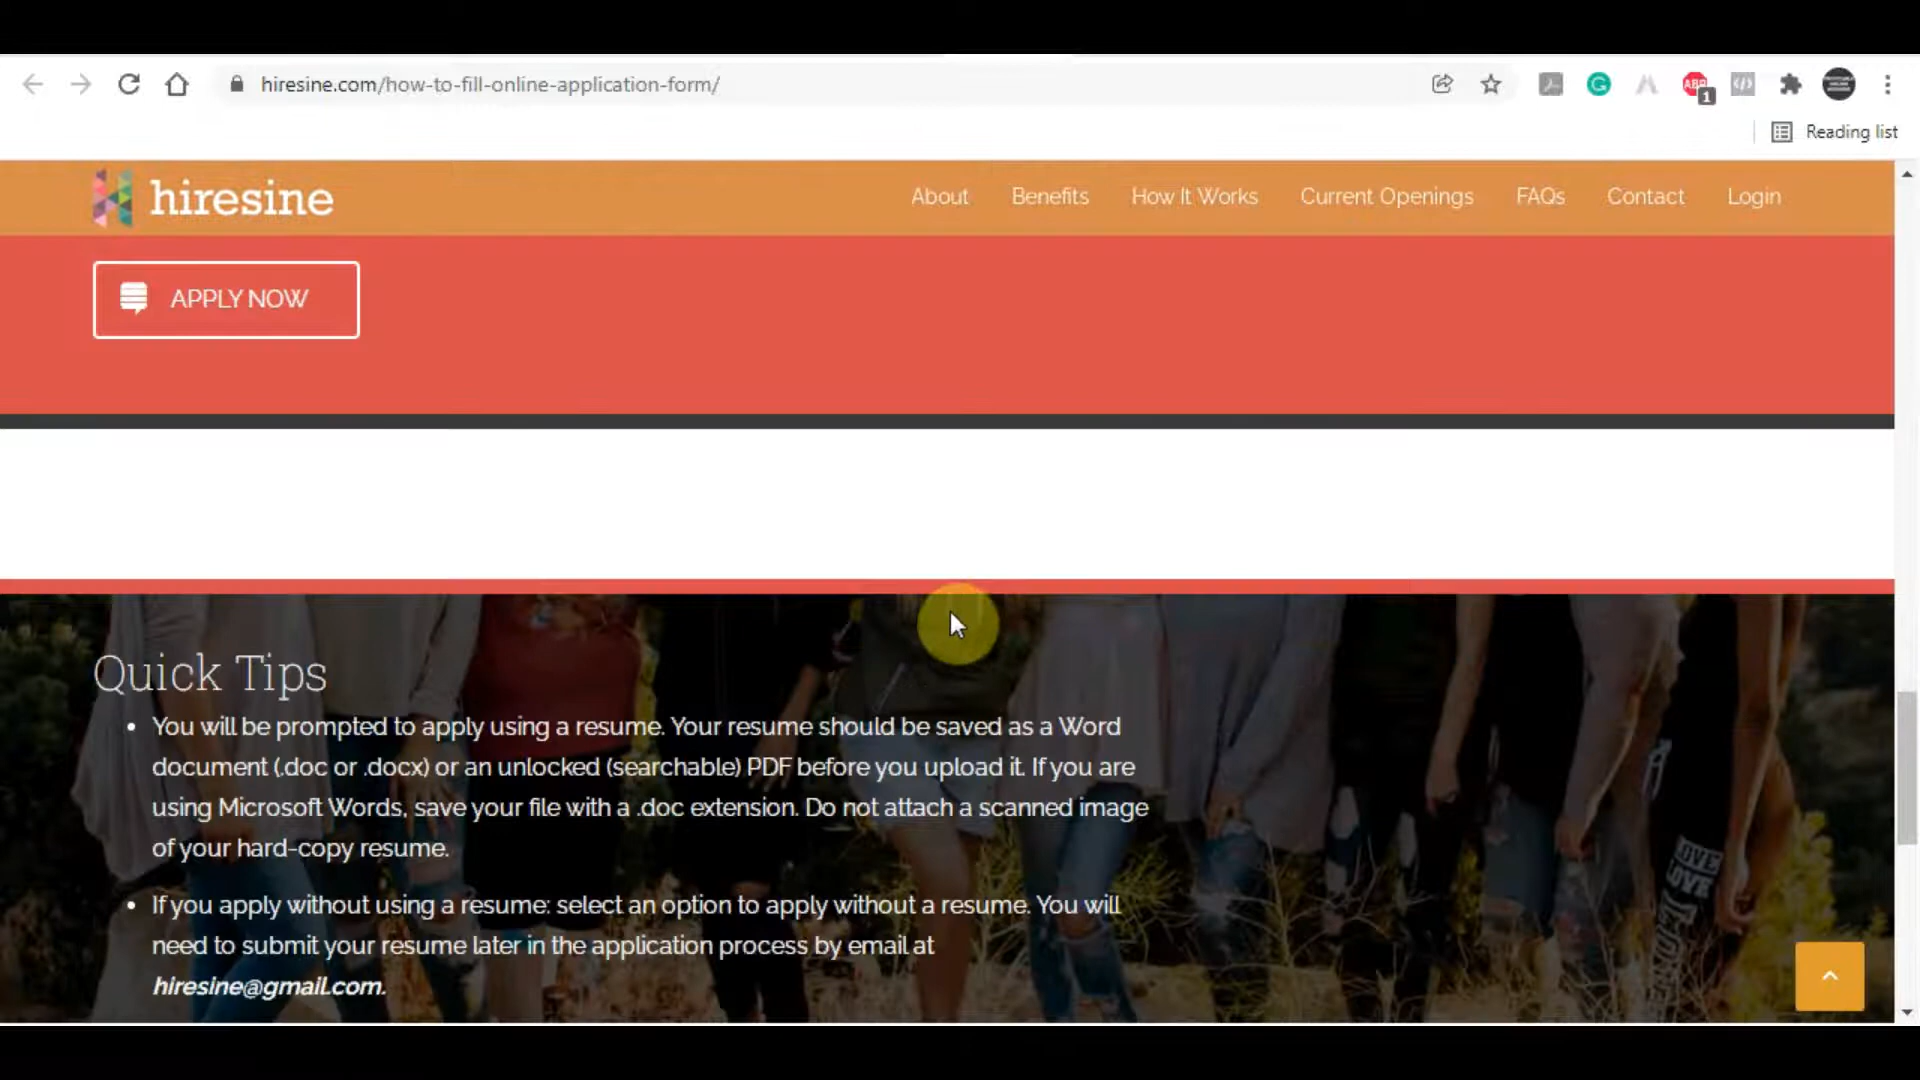 hiresine.com/how-to-fill-online-application-form/
ABP
1
Reading list
hiresine
About Benefits How It Works Current Openings FAQs Contact Login
APPLY NOW
Quick Tips
• You will be prompted to apply using a resume. Your resume should be saved as a Word
document (.doc or .docx) or an unlocked (searchable) PDF before you upload it. If you are
using Microsoft Words, save your file with a .doc extension. Do not attach a scanned image
of your hard-copy resume.
• If you apply without using a resume: select an option to apply without a resume. You will
need to submit your resume later in the application process by email at
hiresine@gmail.com.
LOVE
LOVE